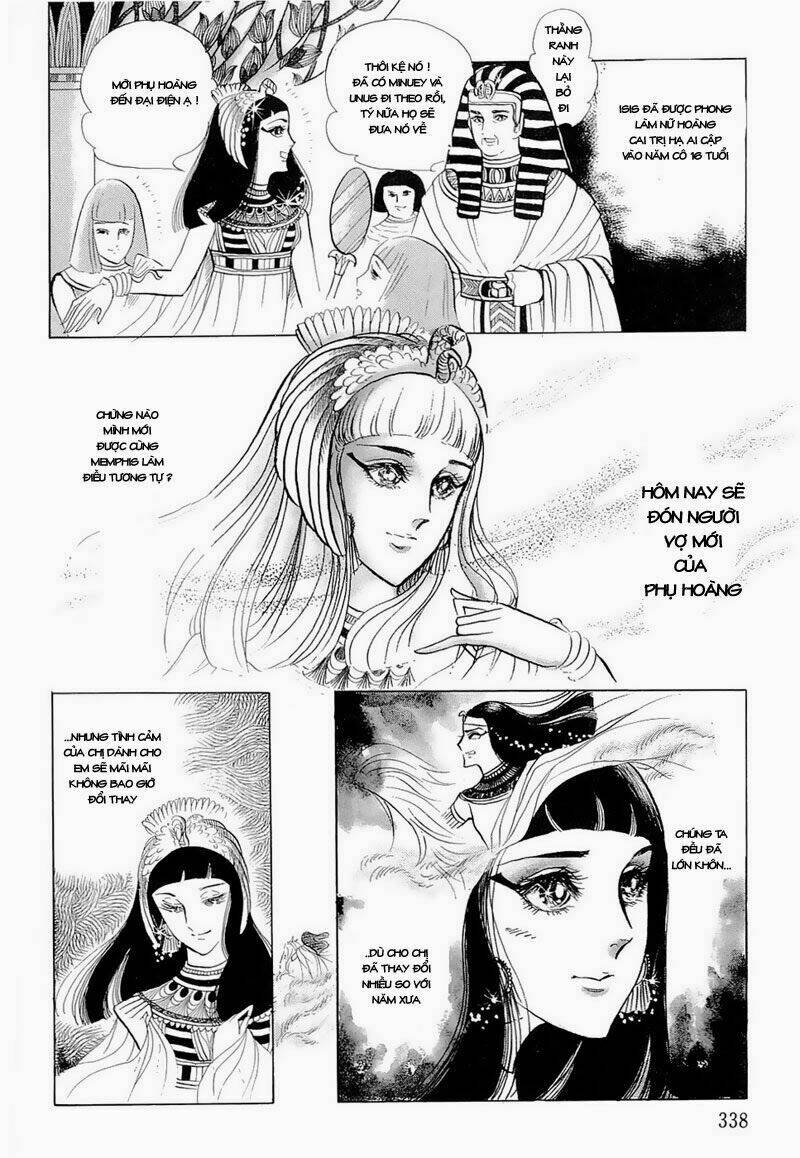 THẰNG
RANH
NÀY
LẠI
BỎ
ĐI
ISIS ĐÃ ĐƯỢC PHONG
LÀM NỮ HOÀNG
CAI TRỊ HẠ AI CẬP
VÀO NĂM CÔ 16 TUỔI
THÔI KỆ NÓ !
ĐÃ CÓ MINUEY VÀ
UNUS ĐI THEO RỒI,
TÝ NỮA HỌ SẼ
ĐƯA NÓ VỀ
MỜI PHỤ HOÀNG
ĐẾN ĐẠI ĐIỆN Ạ !
HÔM NAY SẼ
ĐÓN NGƯỜI
VỢ MỚI
CỦA
PHỤ HOÀNG
CHỪNG NÀO
MÌNH MỚI
ĐƯỢC CÙNG
MEMPHIS LÀM
ĐIỀU TƯƠNG TỰ ?
CHÚNG TA
ĐỀU ĐÃ
LỚN KHÔN...
..DÙ CHO CHỊ
ĐÃ THAY ĐỔI
NHIỀU SO VỚI
NĂM XƯA
..NHƯNG TÌNH CẢM
CỦA CHỊ DÀNH CHO
EM SẼ MÃI MÃI
KHÔNG BAO GIỜ
ĐỔI THAY
338